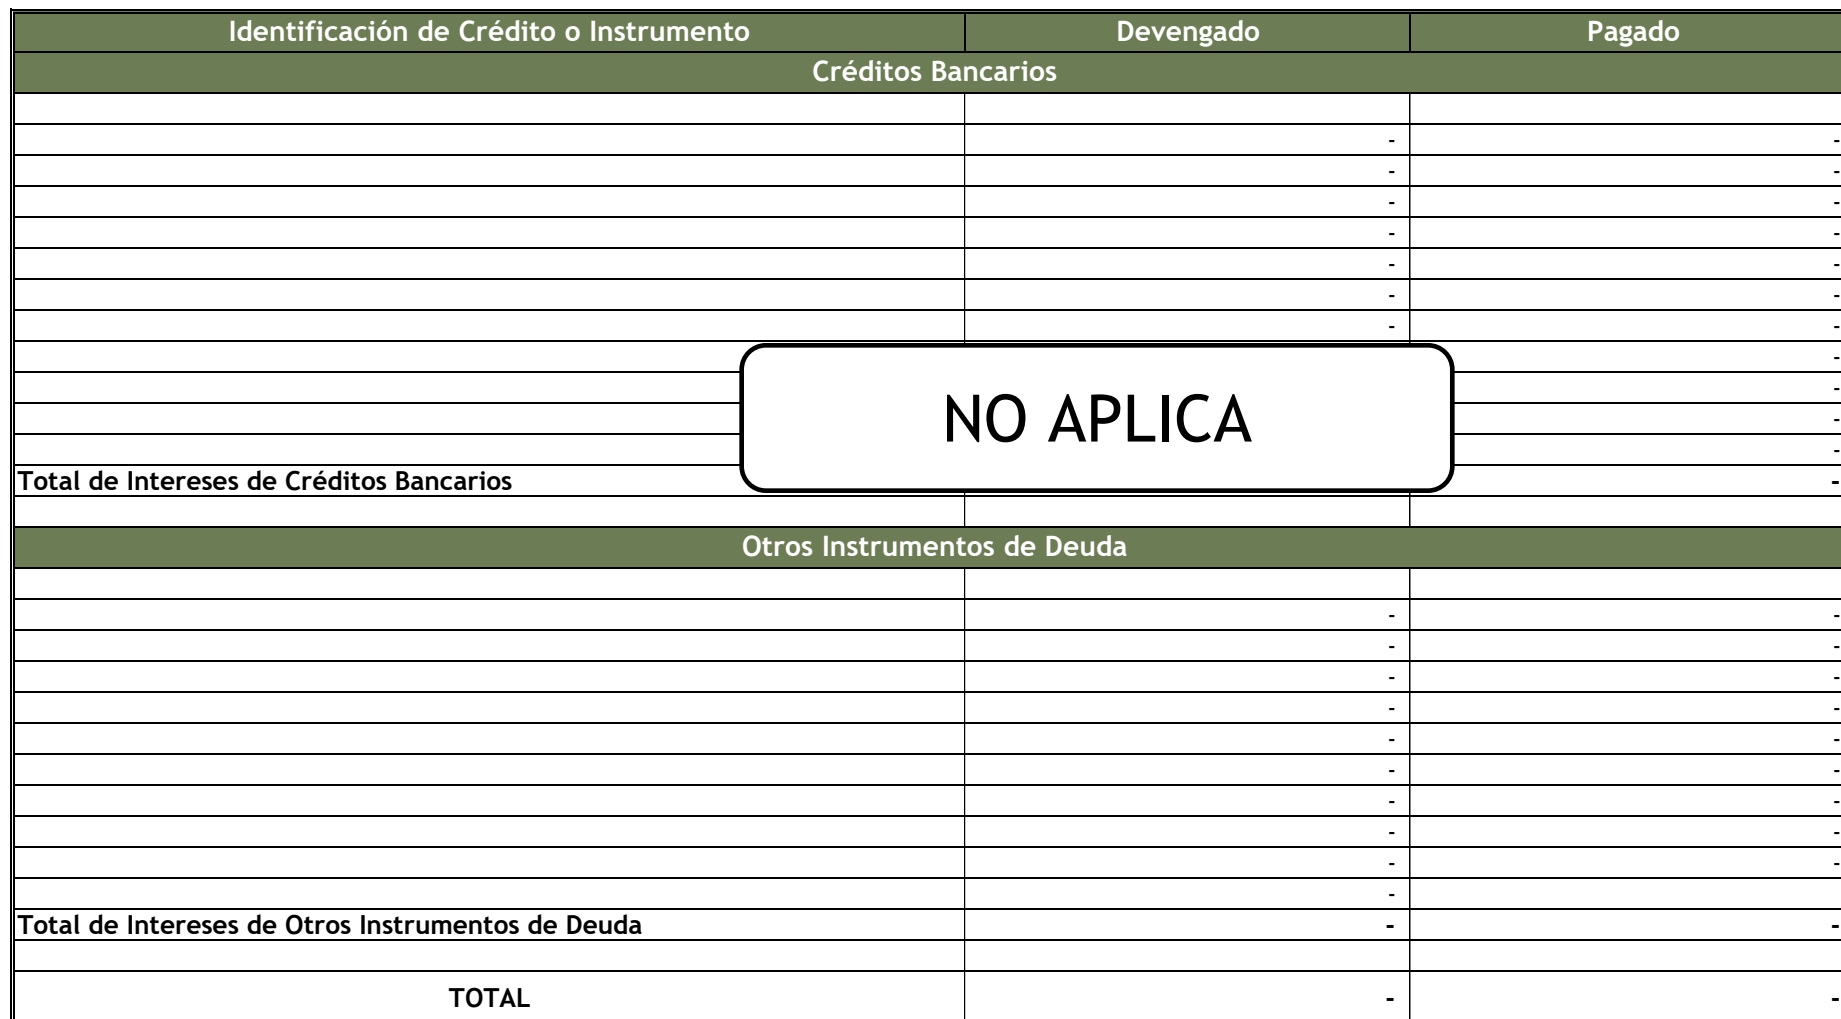 Identificación de Crédito o Instrumento Devengado Pagado
Créditos Bancarios
- -
- -
- -
- -
- -
- -
- -
-
-
NO APLICA -
-
Total de Intereses de Créditos Bancarios -
Otros Instrumentos de Deuda
- -
- -
- -
- -
- -
- -
- -
- -
- -
- -
Total de Intereses de Otros Instrumentos de Deuda - -
TOTAL - -